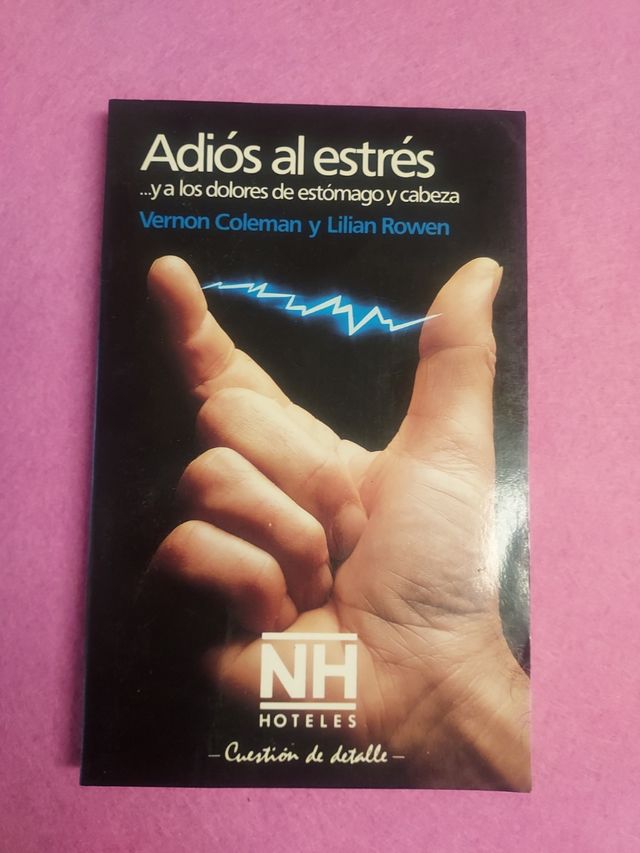 Adiós al estrés
...y a los dolores de estómago y cabeza
Vernon Coleman y Lilian Rowen
NH
HOTELES
– Cuestión de detalle –